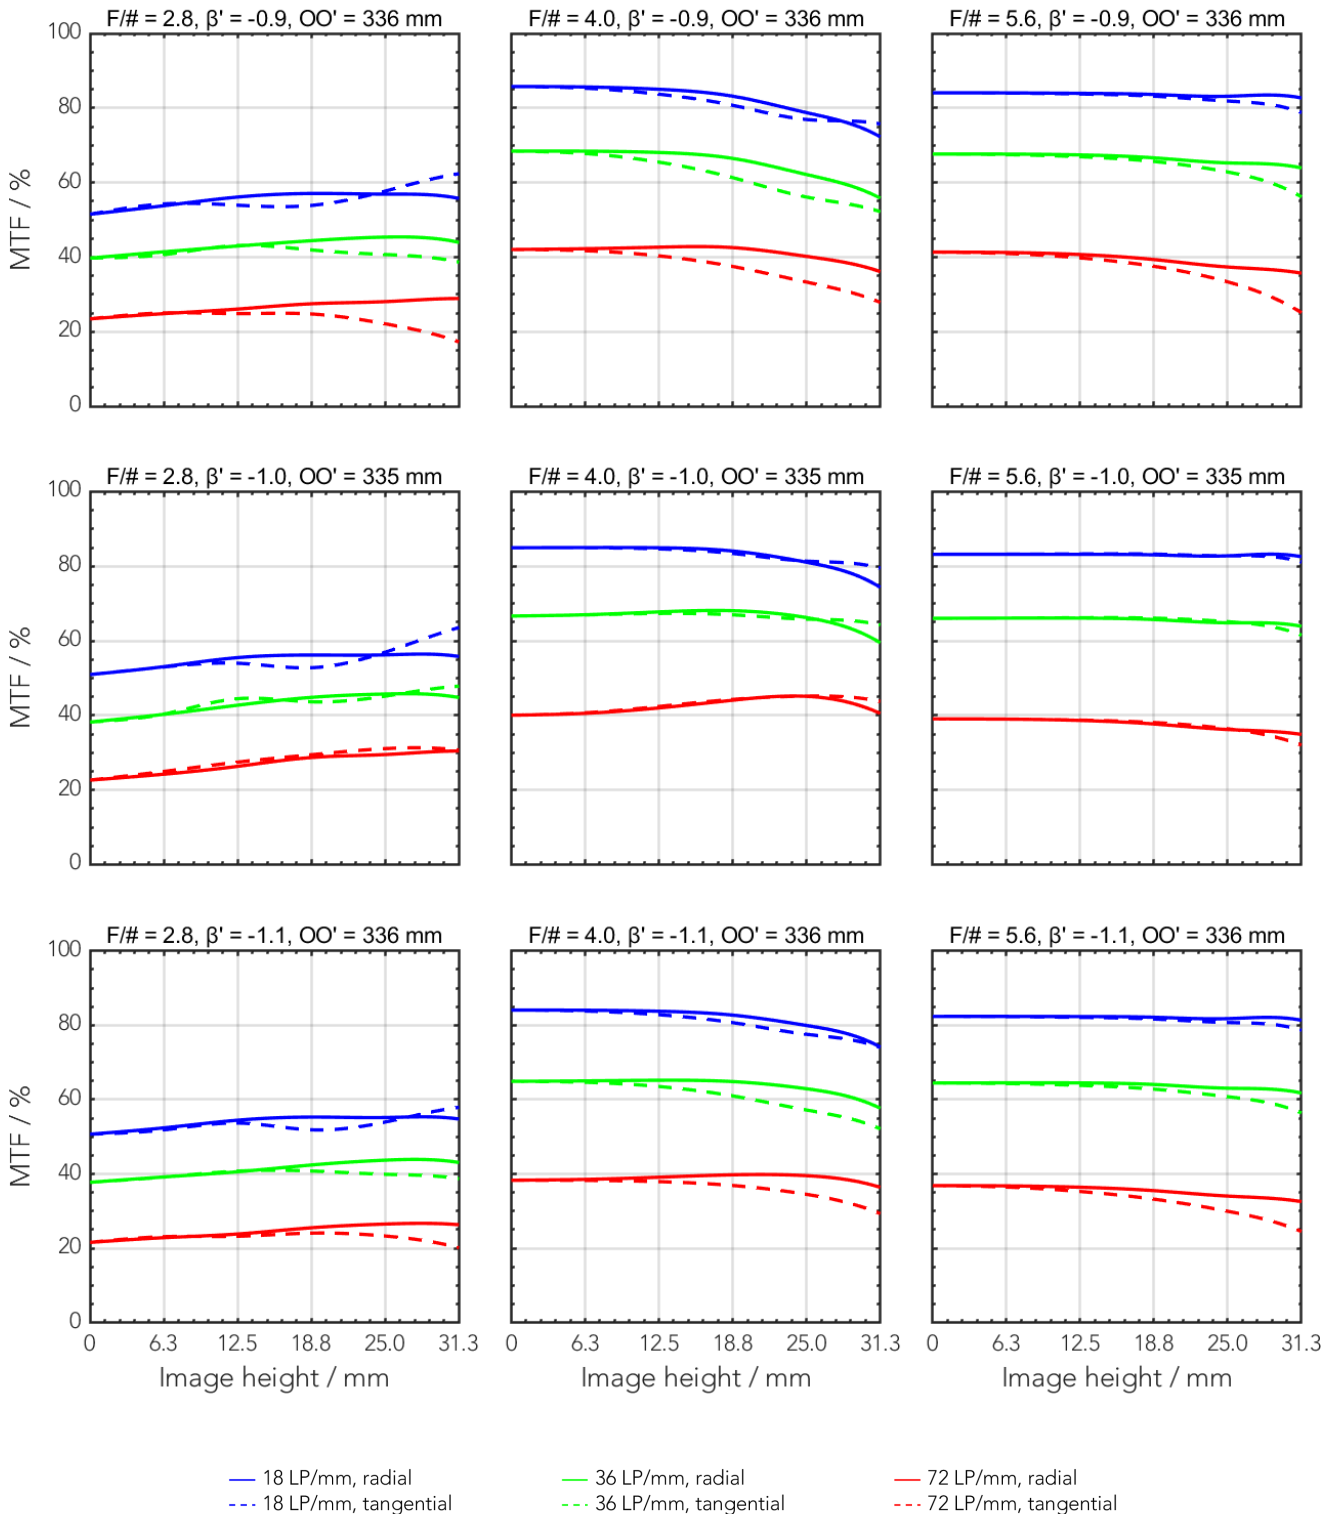 F/# = 2.8, β' = -0.9, OO' = 336 mm
F/# = 4.0, β' = -0.9, OO' = 336 mm
F/# = 5.6, β' = -0.9, OO' = 336 mm
100
80
60
40
20
0
MTF / %
F/# = 2.8, β' = -1.0, OO' = 335 mm
F/# = 4.0, β' = -1.0, OO' = 335 mm
F/# = 5.6, β' = -1.0, OO' = 335 mm
100
80
60
40
20
0
MTF / %
F/# = 2.8, β' = -1.1, OO' = 336 mm
F/# = 4.0, β' = -1.1, OO' = 336 mm
F/# = 5.6, β' = -1.1, OO' = 336 mm
100
80
60
40
20
0
MTF / %
0 6.3 12.5 18.8 25.0 31.3
0 6.3 12.5 18.8 25.0 31.3
0 6.3 12.5 18.8 25.0 31.3
Image height / mm
Image height / mm
Image height / mm
18 LP/mm, radial
36 LP/mm, radial
72 LP/mm, radial
18 LP/mm, tangential
36 LP/mm, tangential
72 LP/mm, tangential